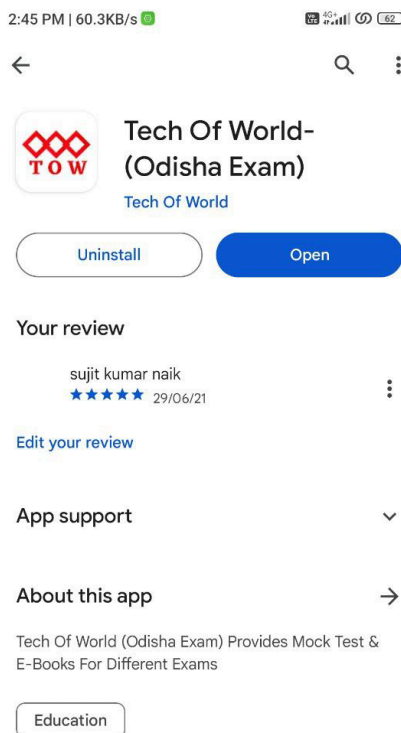 2:45 PM | 60.3KB/s
4G+
62
TOW
Tech Of World-
(Odisha Exam)
Tech Of World
Uninstall
Open
Your review
sujit kumar naik
29/06/21
Edit your review
App support
About this app
Tech Of World (Odisha Exam) Provides Mock Test &
E-Books For Different Exams
Education